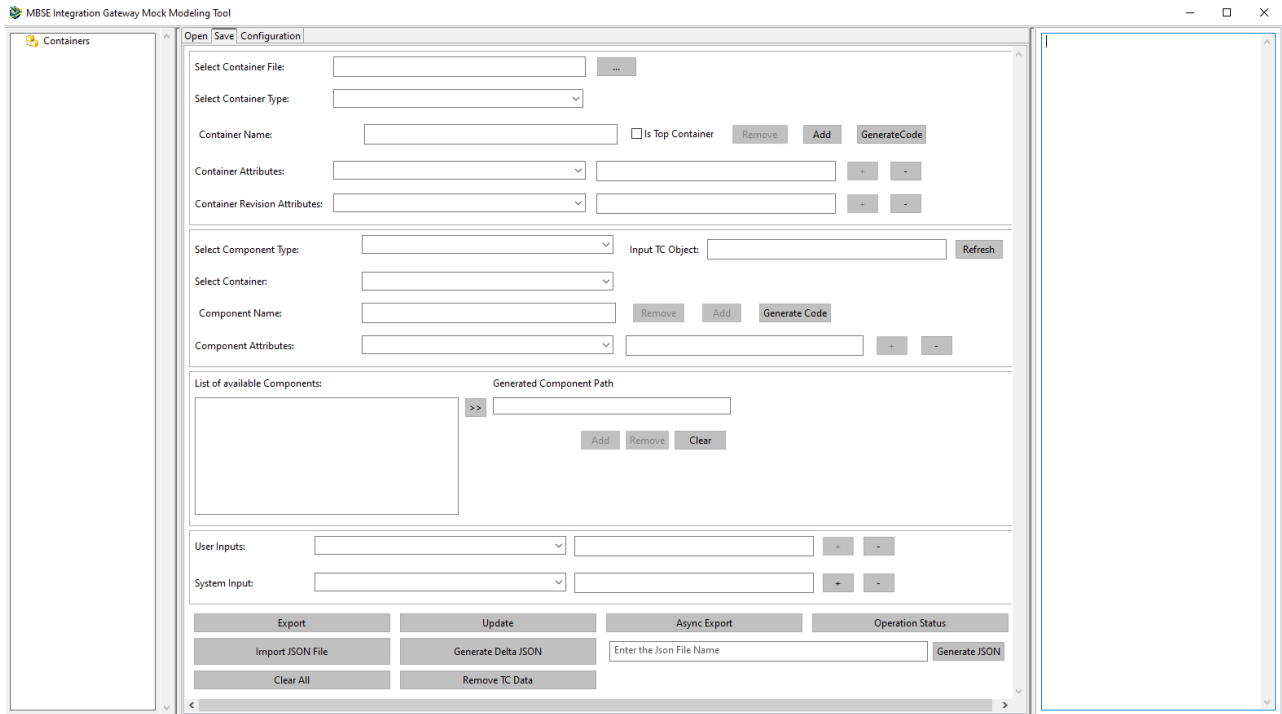 MBSE Integration Gateway Mock Modeling Tool
Containers
Open Save Configuration
Select Container File: ...
Select Container Type:
Container Name: Is Top Container Remove Add GenerateCode
Container Attributes: + -
Container Revision Attributes: + -
Select Component Type: Input TC Object: Refresh
Select Container:
Component Name: Remove Add Generate Code
Component Attributes: + -
List of available Components: Generated Component Path
>>
Add Remove Clear
User Inputs: + -
System Input: + -
Export Update Async Export Operation Status
Import JSON File Generate Delta JSON Enter the Json File Name Generate JSON
Clear All Remove TC Data